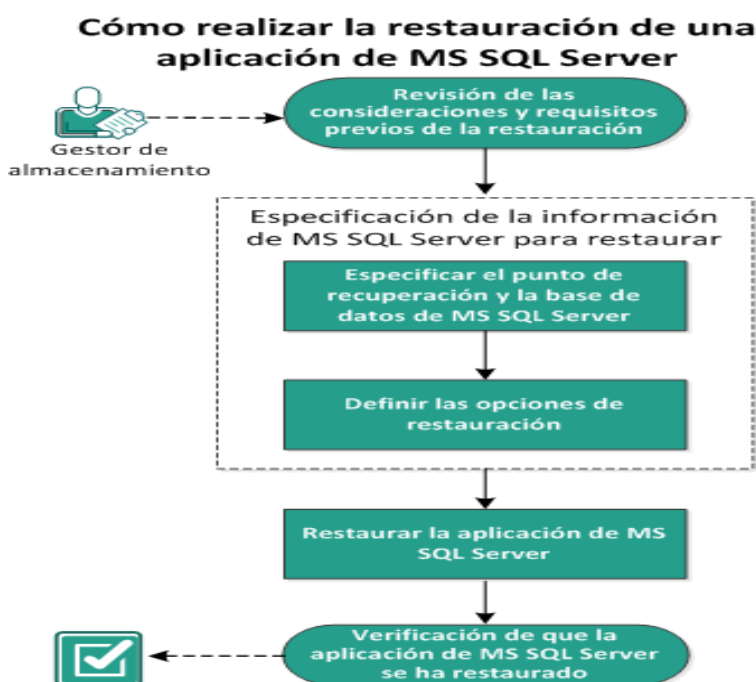 Cómo realizar la restauración de una
aplicación de MS SQL Server
Revisión de las
consideraciones y requisitos
previos de la restauración
Gestor de
almacenamiento
Especificación de la información
de MS SQL Server para restaurar
Especificar el punto de
recuperación y la base de
datos de MS SQL Server
Definir las opciones de
restauración
Restaurar la aplicación de MS
SQL Server
Verificación de que la
aplicación de MS SQL Server
se ha restaurado